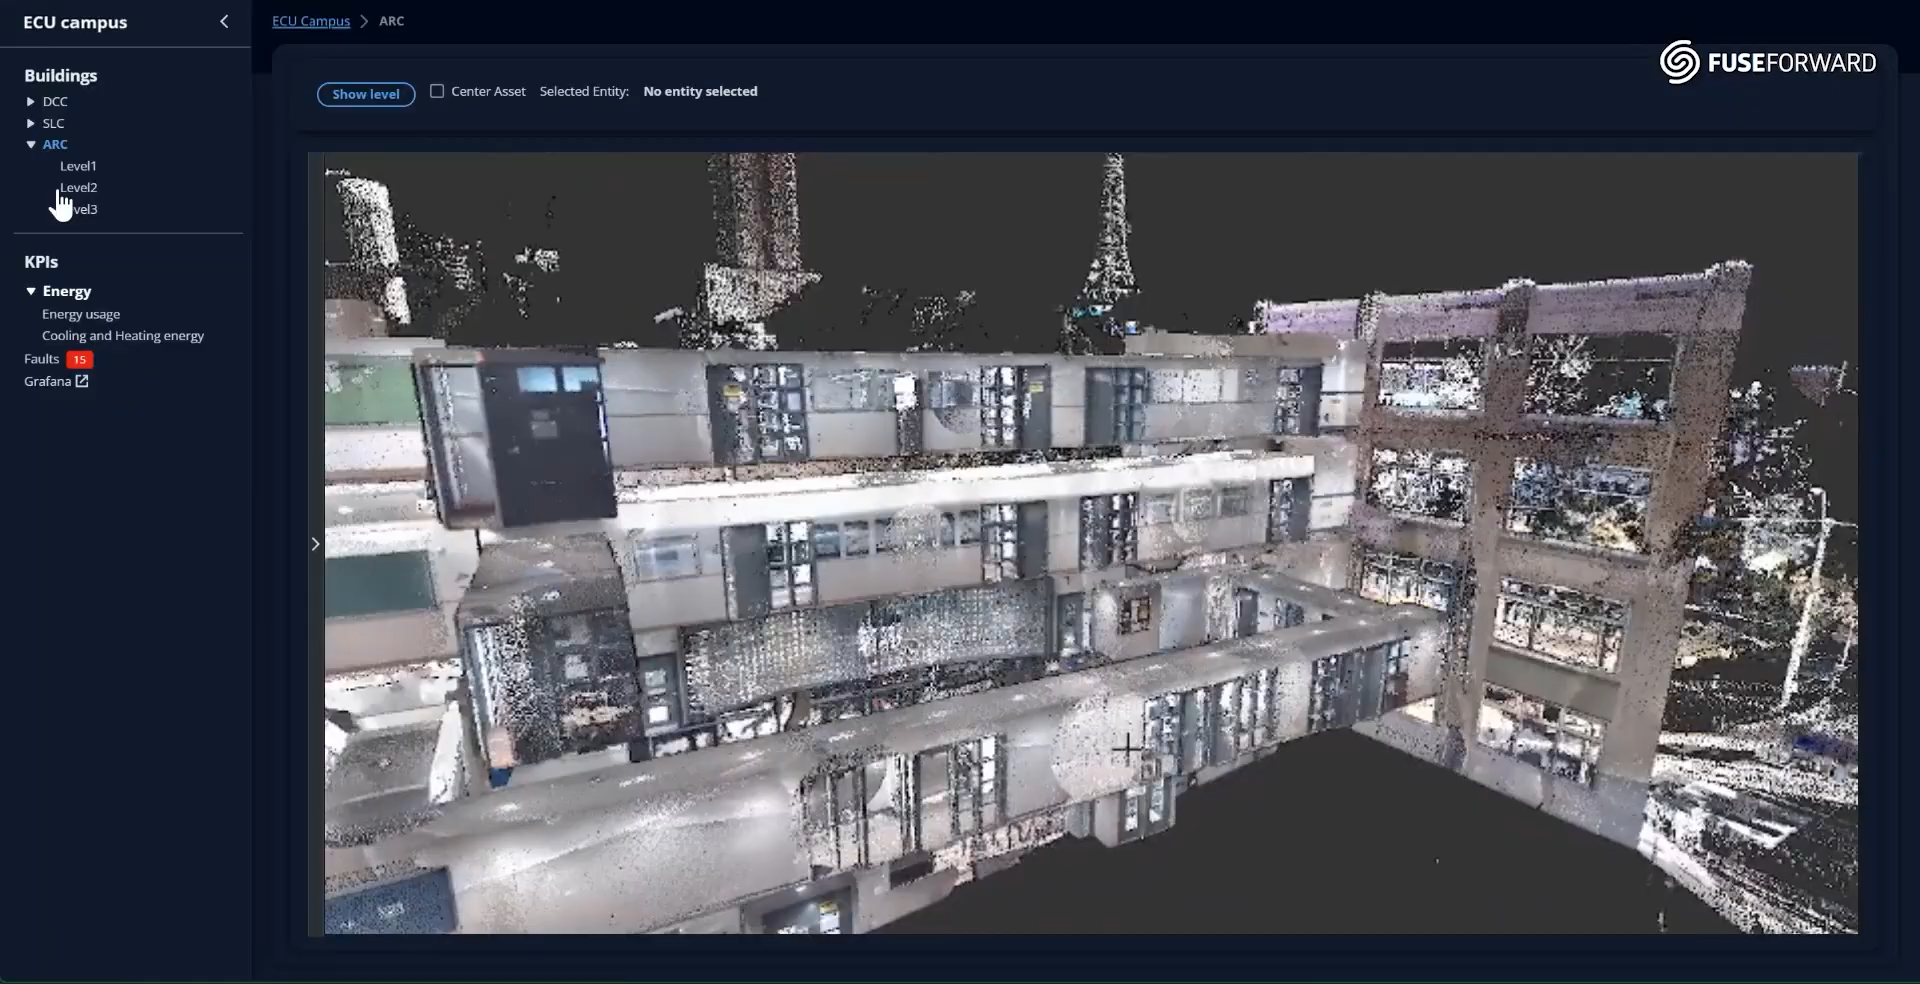 ECU campus
ECU Campus > ARC
FUSEFORWARD
Buildings
DCC
SLC
ARC
Level1
Level2
vel3
Show level
Center Asset
Selected Entity: No entity selected
KPIs
Energy
Energy usage
Cooling and Heating energy
Faults 15
Grafana